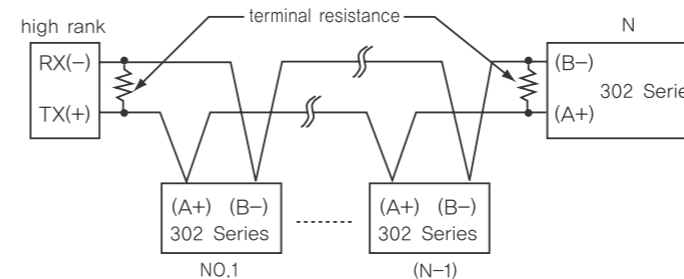 terminal resistance
high rank
RX(-)
TX(+)
N
(B-)
302 Serie
(A+)
(A+) (B-)
302 Series
NO.1
(A+) (B-)
302 Series
(N-1)